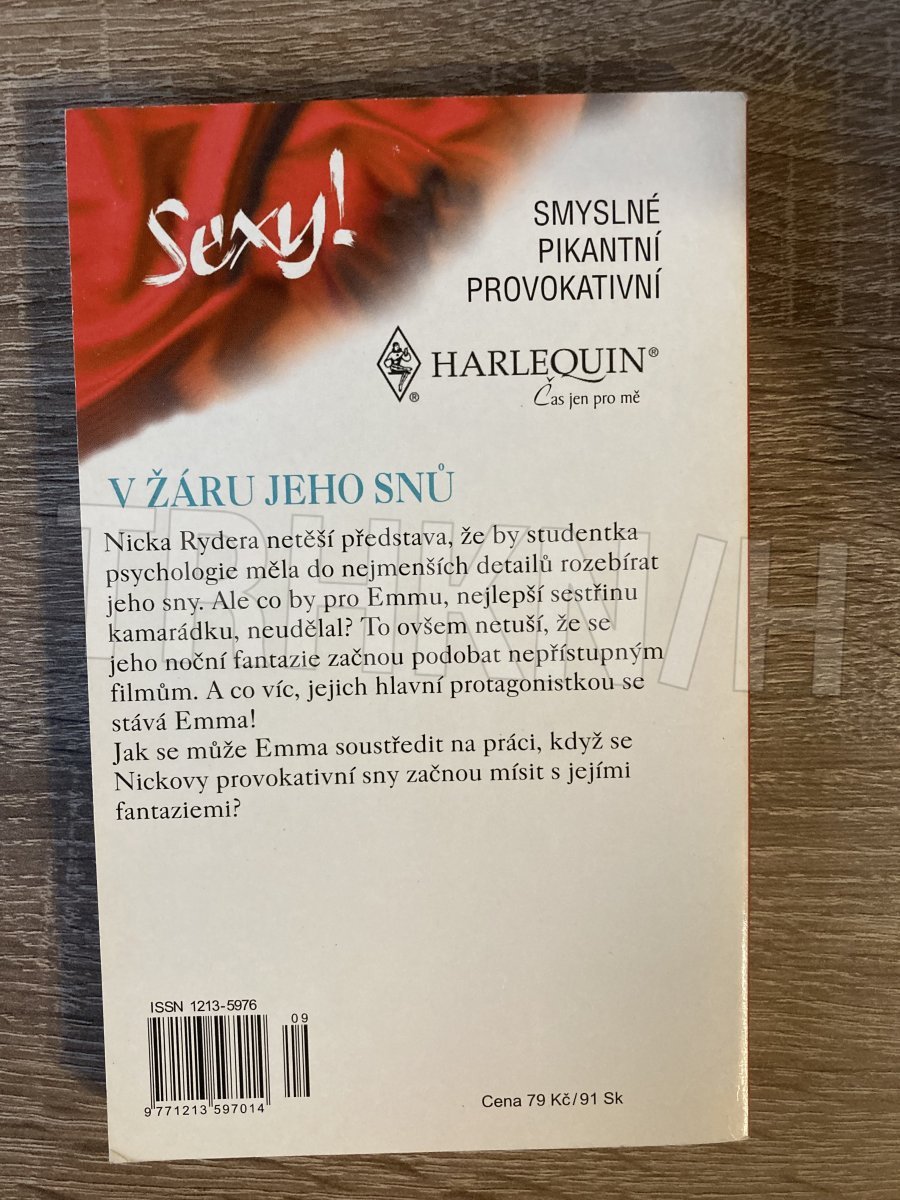 Sexy!
SMYSLNÉ
PIKANTNÍ
PROVOKATIVNÍ
HARLEQUIN®
®
Čas jen pro mě
V ŽÁRU JEHO SNŮ
Nicka Rydera netěší představa, že by studentka
psychologie měla do nejmenších detailů rozebírat
jeho sny. Ale co by pro Emmu, nejlepší sestřinu
kamarádku, neudělal? To ovšem netuší, že se
jeho noční fantazie začnou podobat nepřístupným
filmům. A co víc, jejich hlavní protagonistkou se
stává Emma!
Jak se může Emma soustředit na práci, když se
Nickovy provokativní sny začnou mísit s jejími
fantaziemi?
TRHKNIH
ISSN 1213-5976
09
9 771213 597014
Cena 79 Kč/91 Sk